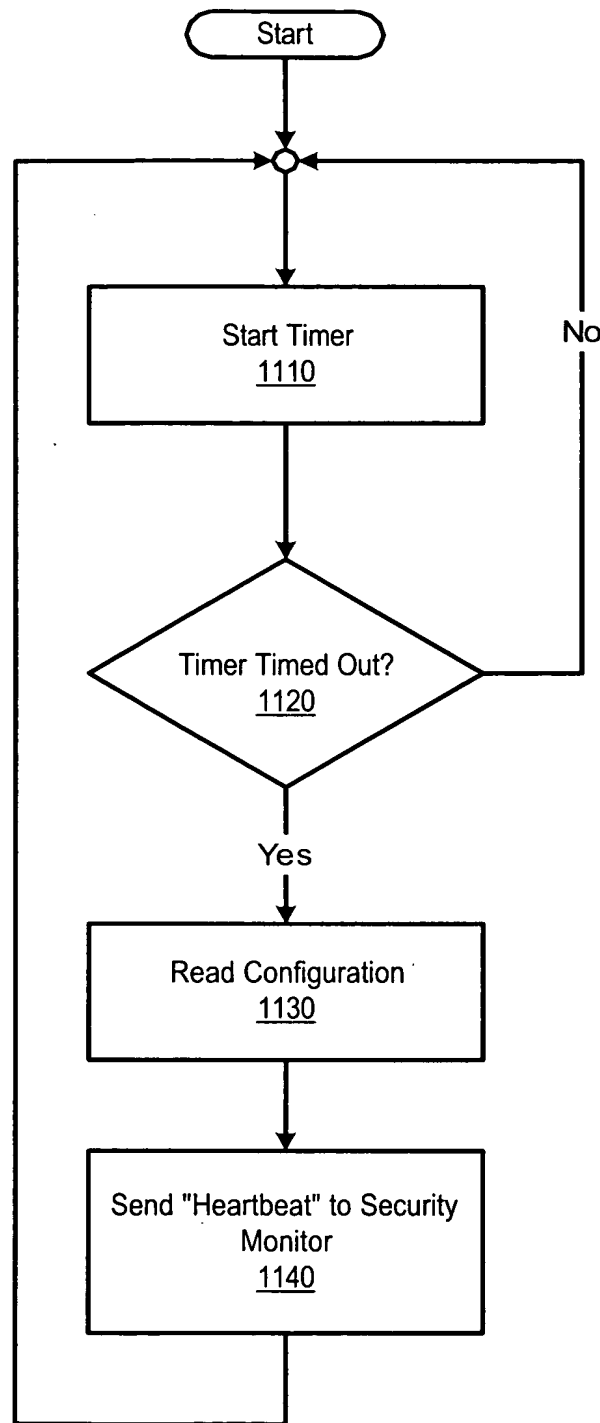 Start
Start Timer
1110
No
Timer Timed Out?
1120
Yes
Read Configuration
1130
Send "Heartbeat" to Security
Monitor
1140